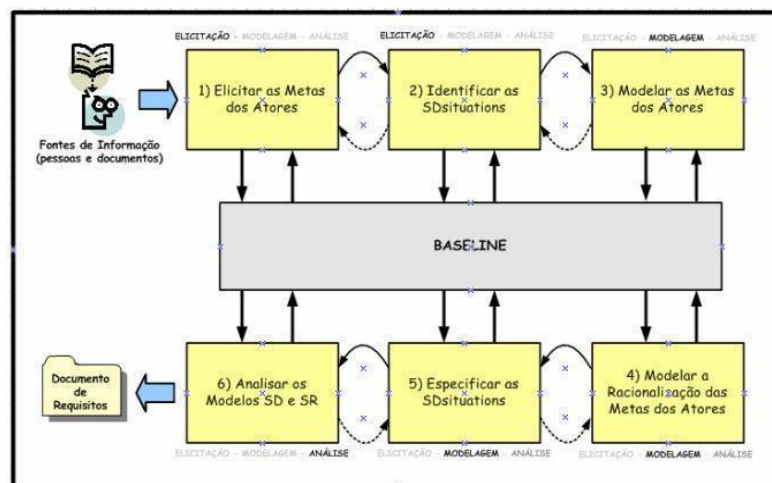 ELICITAÇÃO - MODELAGEM - ANÁLISE
ELICITAÇÃO - MODELAGEM - ANÁLISE
ELICITAÇÃO - MODELAGEM - ANÁLISE
1) Elicitar as Metas
dos Atores
2) Identificar as
SDsituations
3) Modelar as Metas
dos Atores
Fontes de Informação
(pessoas e documentos)
BASELINE
Documento
de
Requisitos
6) Analisar os
Modelos SD e SR
5) Especificar as
SDsituations
4) Modelar a
Racionalização das
Metas dos Atores
ELICITAÇÃO - MODELAGEM - ANÁLISE
ELICITAÇÃO - MODELAGEM - ANÁLISE
ELICITAÇÃO - MODELAGEM - ANÁLISE